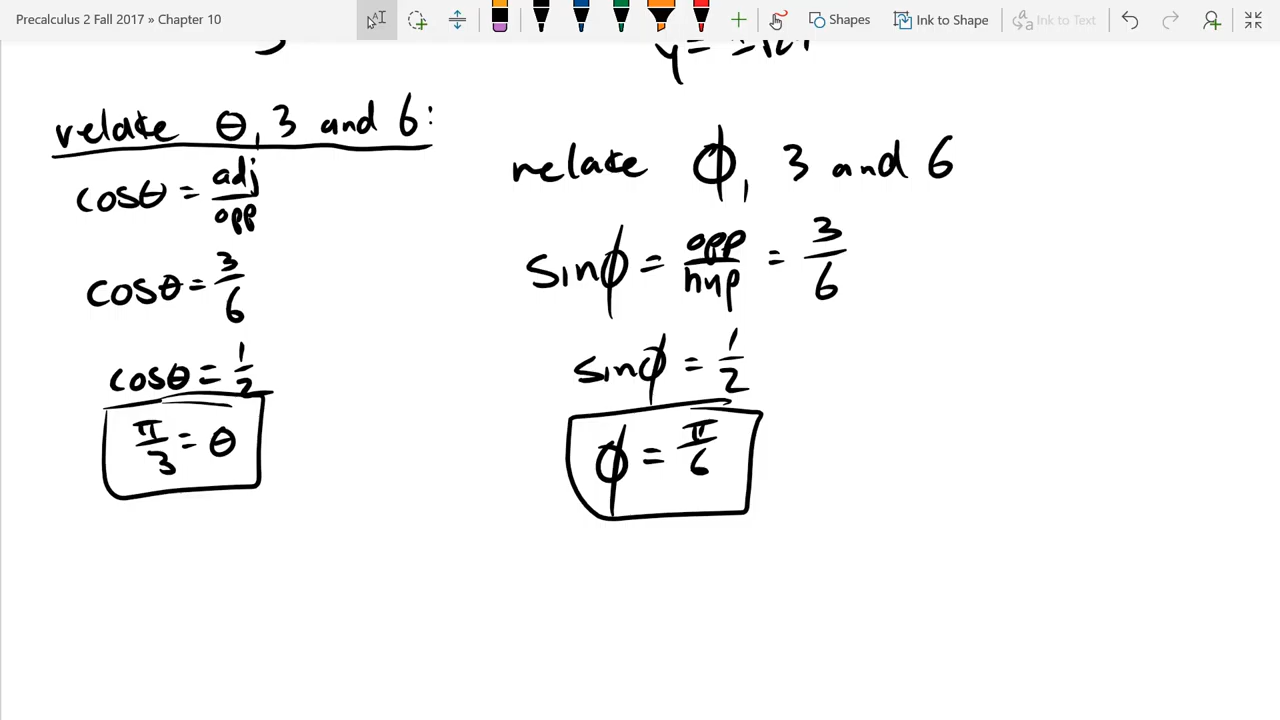 Precalculus 2 Fall 2017 » Chapter 10
Shapes
Ink to Shape
Ink to Text
relate θ, 3 and 6:
cosθ = adj/opp
cosθ = 3/6
cosθ = 1/2
π/3 = θ
relate ϕ, 3 and 6
sinϕ = opp/hyp = 3/6
sinϕ = 1/2
ϕ = π/6